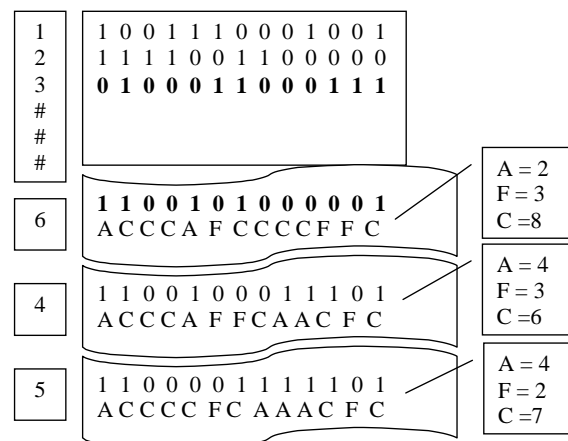 1 1 0 0 1 1 1 0 0 0 1 0 0 1
2 1 1 1 1 0 0 1 1 0 0 0 0 0
3 0 1 0 0 0 1 1 0 0 0 1 1 1
#
#
#
6
1 1 0 0 1 0 1 0 0 0 0 0 1
A C C C A F C C C C F F C
A = 2
F = 3
C =8
4
1 1 0 0 1 0 0 0 1 1 1 0 1
A C C C A F F C A A C F C
A = 4
F = 3
C =6
5
1 1 0 0 0 0 1 1 1 1 1 0 1
A C C C C F C A A A C F C
A = 4
F = 2
C =7